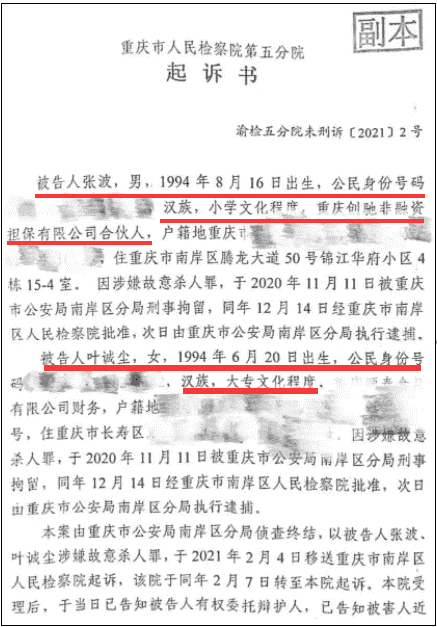 副本
重庆市人民检察院第五分院
起诉书
渝检五分院未刑诉〔2021〕2号
被告人张波，男，1994年8月16日出生，公民身份号码
汉族，小学文化程度，重庆创驰非融资
担保有限公司合伙人，户籍地重庆市
，住重庆市南岸区腾龙大道50号锦江华府小区4
栋15-4室。因涉嫌故意杀人罪，于2020年11月11日被重庆
市公安局南岸区分局刑事拘留，同年12月14日经重庆市南岸
区人民检察院批准，次日由重庆市公安局南岸区分局执行逮捕。
被告人叶诚尘，女，1994年6月20日出生，公民身份号
码，汉族，大专文化程度。
有限公司财务，户籍地
号，住重庆市长寿区 因涉嫌故意
杀人罪，于2020年11月11日被重庆市公安局南岸区分局刑事
拘留，同年12月14日经重庆市南岸区人民检察院批准，次日
由重庆市公安局南岸区分局执行逮捕。
本案由重庆市公安局南岸区分局侦查终结，以被告人张波、
叶诚尘涉嫌故意杀人罪，于2021年2月4日移送重庆市南岸区
人民检察院起诉，该院于同年2月7日转至本院起诉。本院受
理后，于当日已告知被告人有权委托辩护人，已告知被害人近